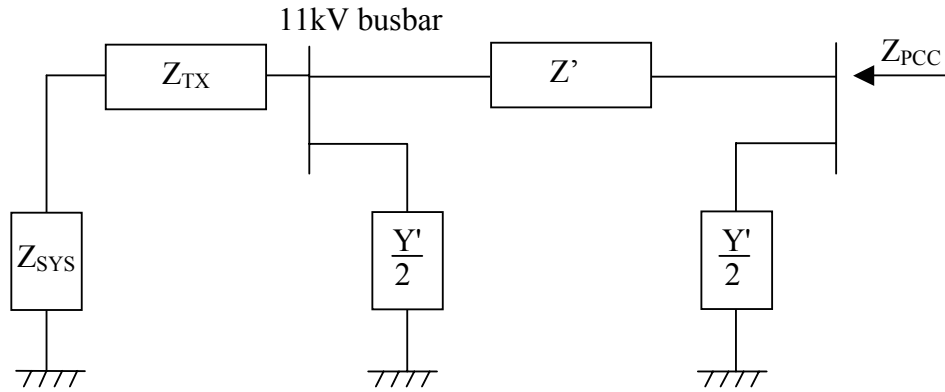 11kV busbar
Z_TX
Z’
Z_PCC
Z_SYS
Y'
2
Y'
2